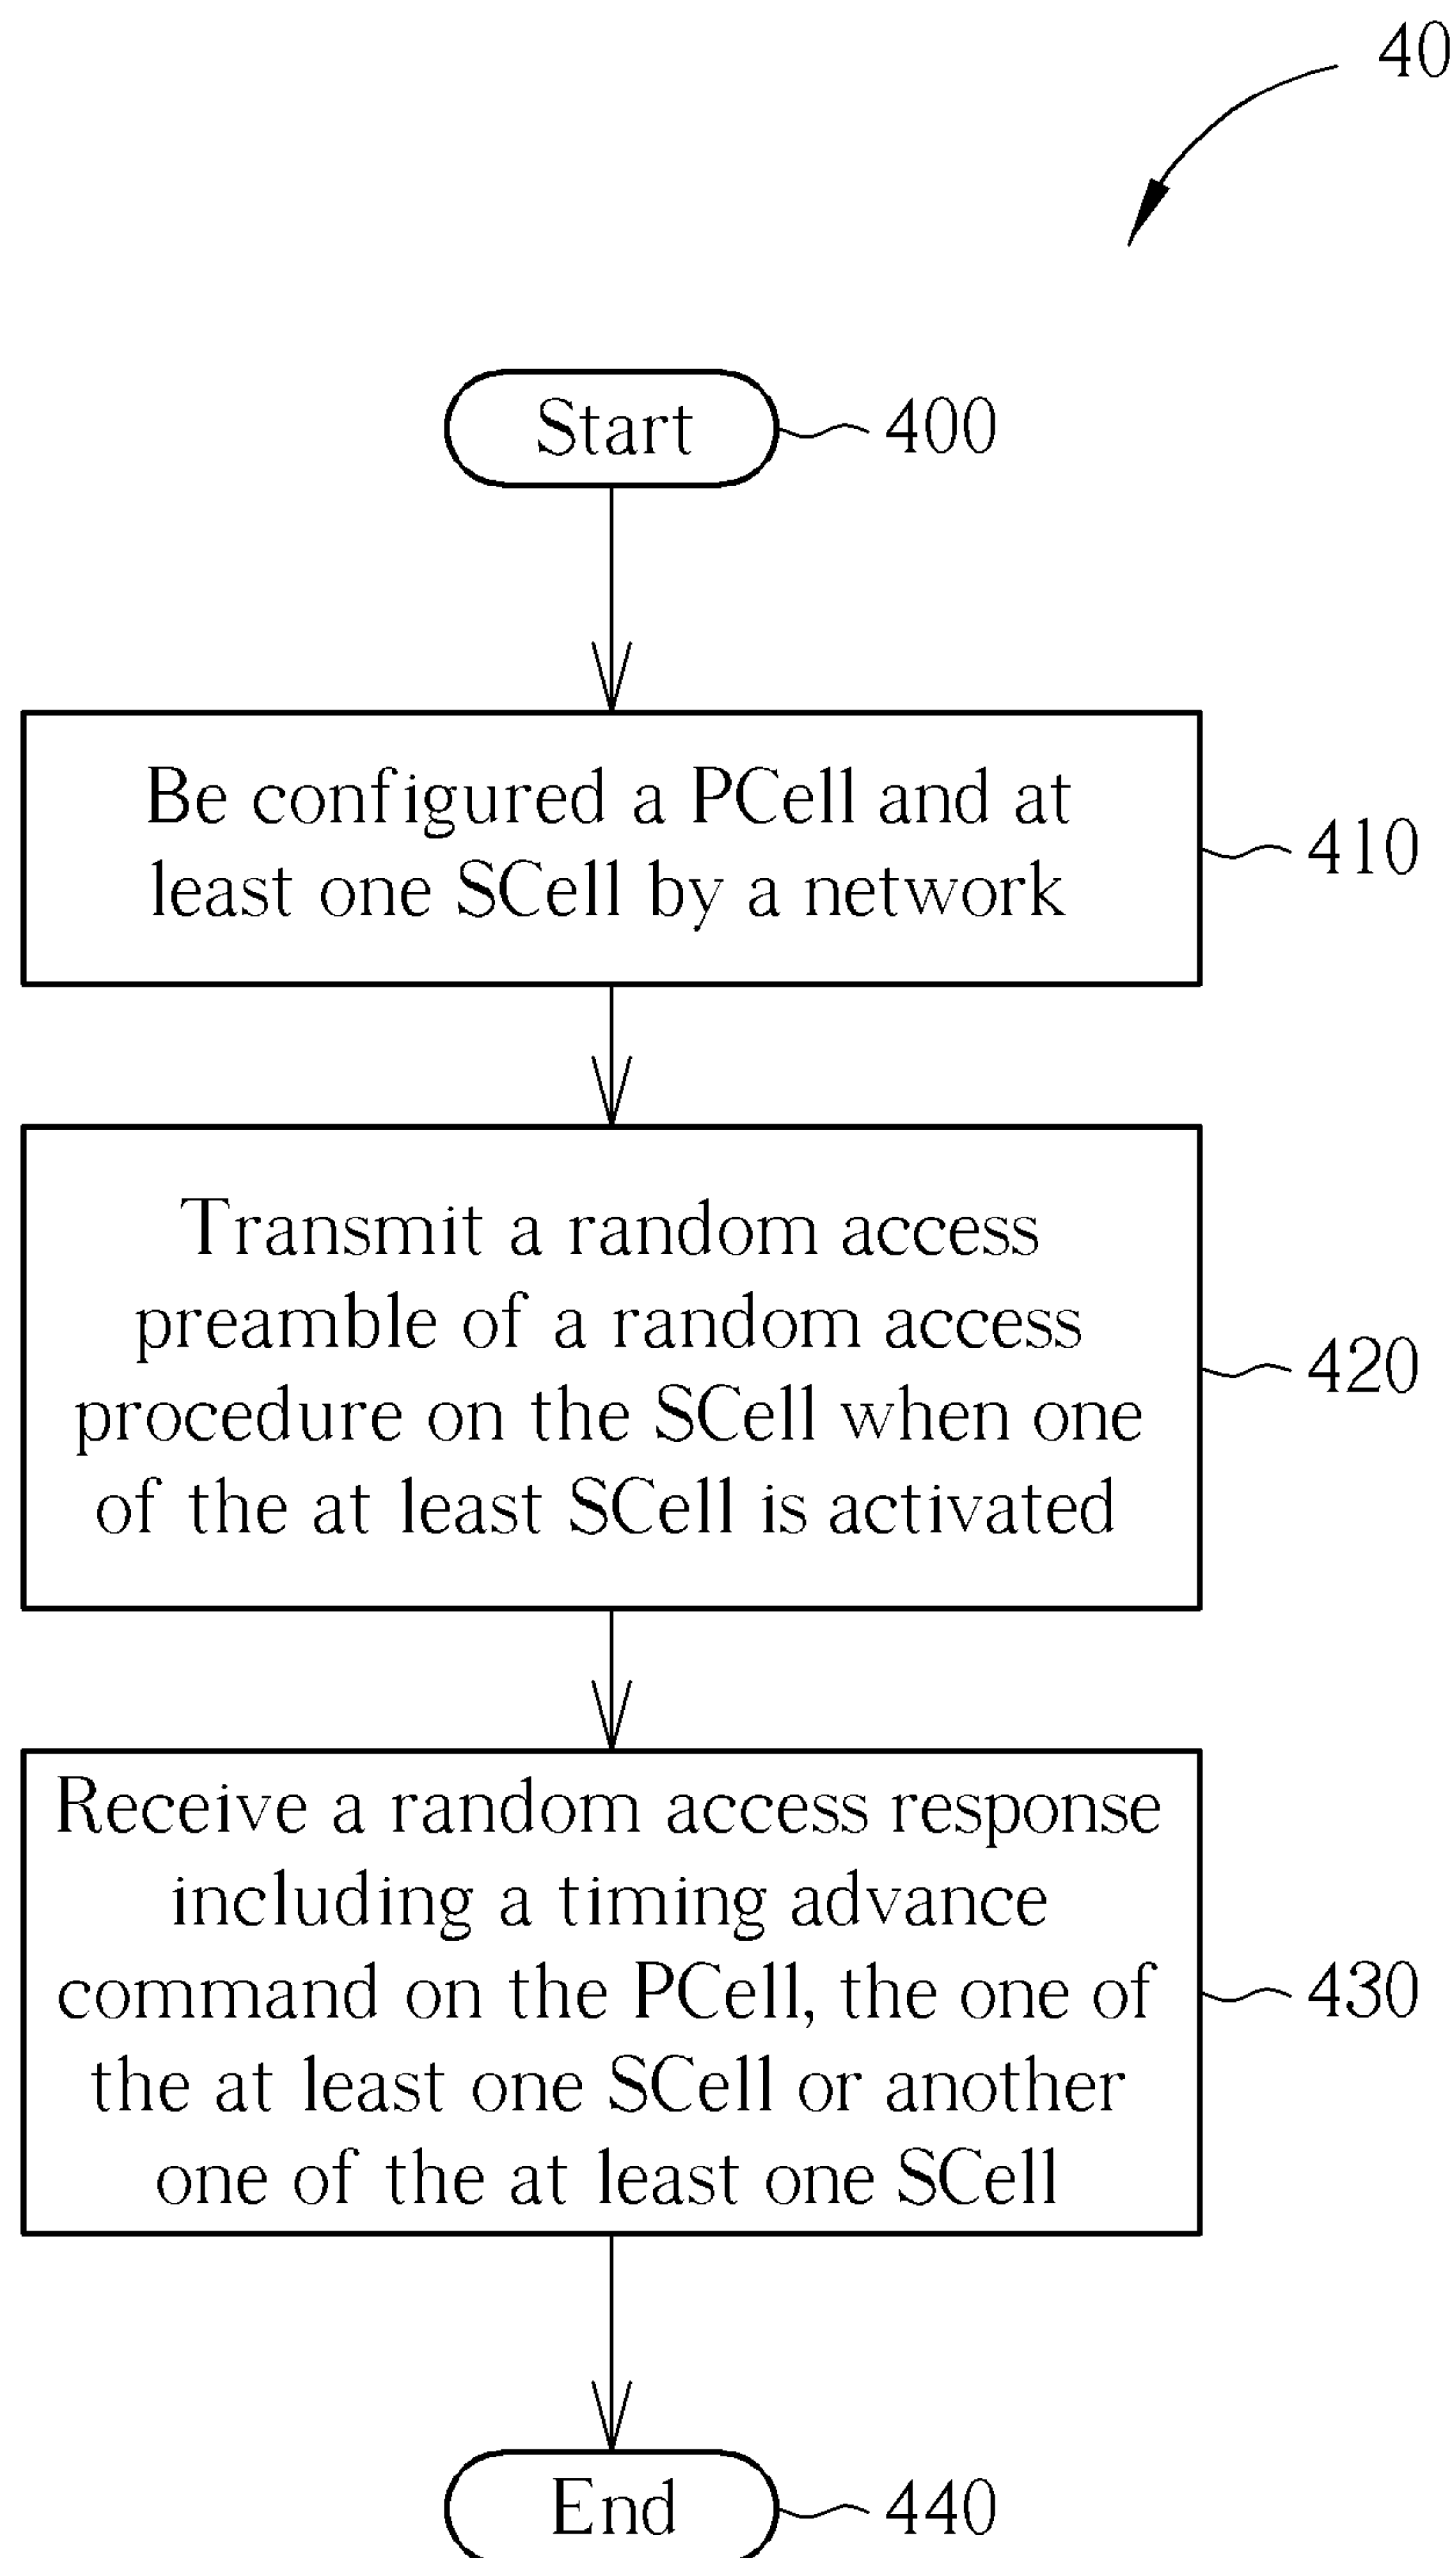 40
Start
400
Be configured a PCell and at
least one SCell by a network
410
Transmit a random access
preamble of a random access
procedure on the SCell when one
of the at least SCell is activated
420
Receive a random access response
including a timing advance
command on the PCell, the one of
the at least one SCell or another
one of the at least one SCell
430
End
440